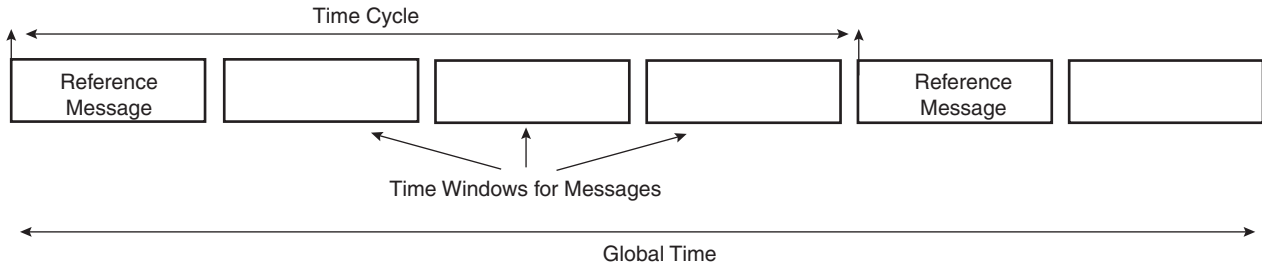 Time Cycle
Reference
Message
Reference
Message
Time Windows for Messages
Global Time